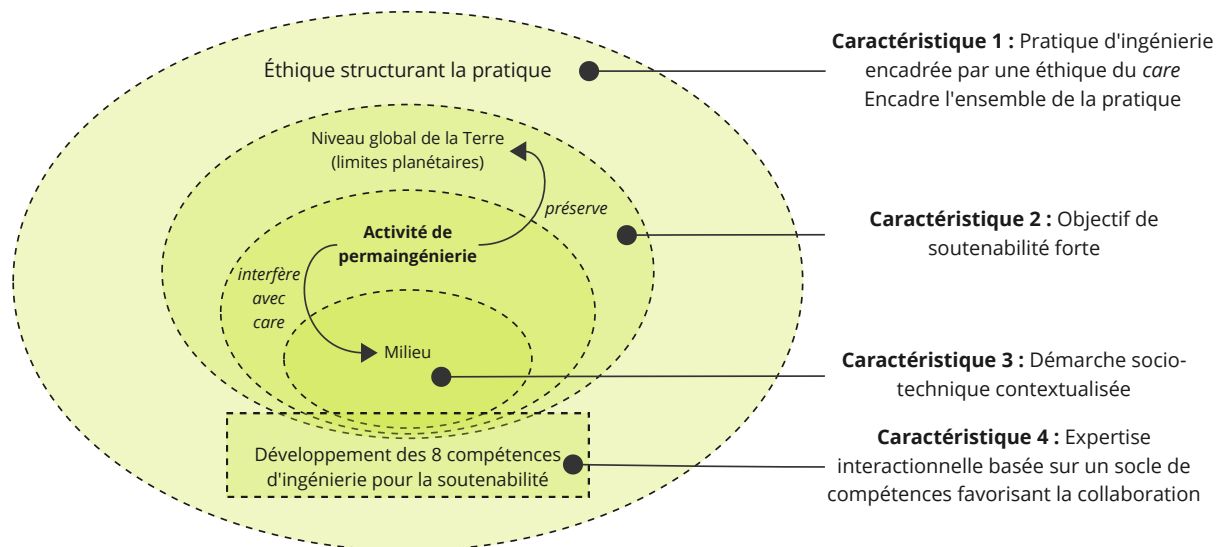 Éthique structurant la pratique
Niveau global de la Terre
(limites planétaires)
préserve
Activité de
permaingénierie
interfère
avec
care
Milieu
Développement des 8 compétences
d'ingénierie pour la soutenabilité
Caractéristique 1 : Pratique d'ingénierie
encadrée par une éthique du care
Encadre l'ensemble de la pratique
Caractéristique 2 : Objectif de
soutenabilité forte
Caractéristique 3 : Démarche socio-
technique contextualisée
Caractéristique 4 : Expertise
interactionnelle basée sur un socle de
compétences favorisant la collaboration